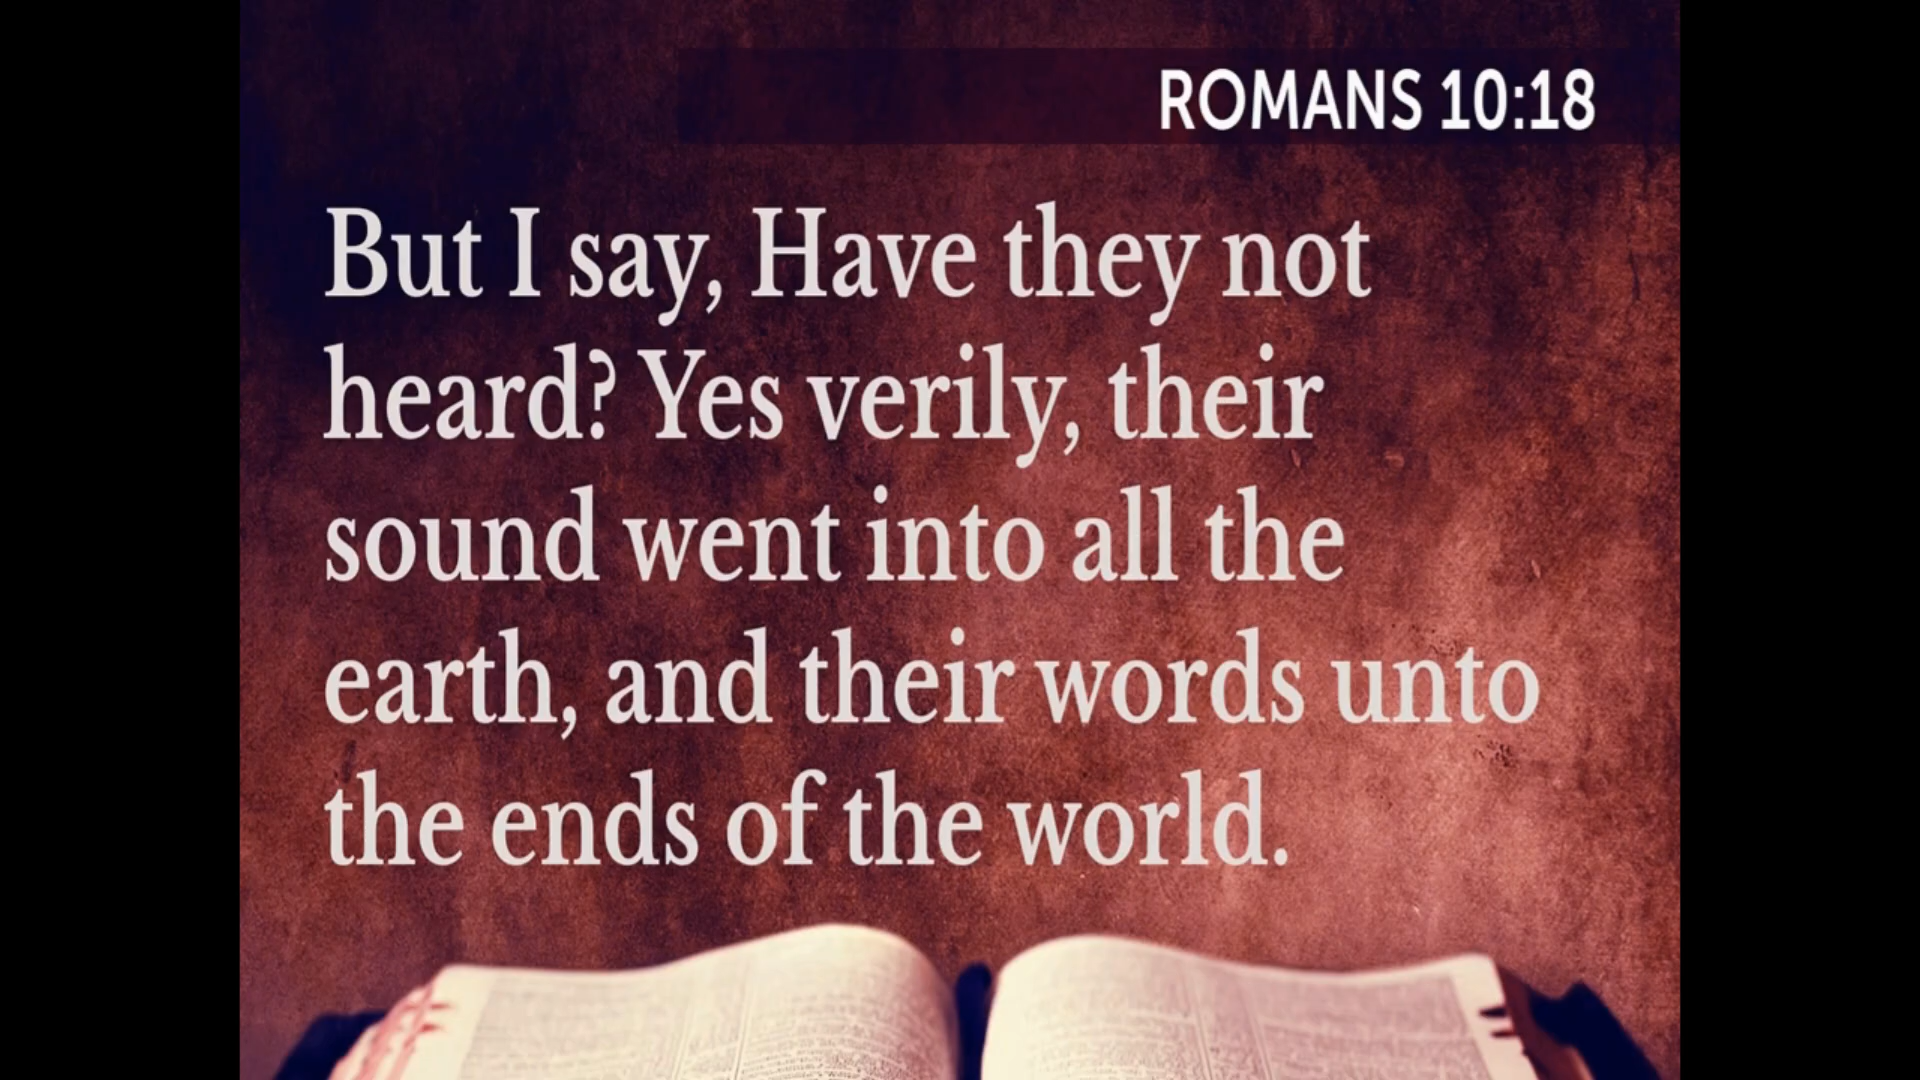 ROMANS 10:18
But I say, Have they not
heard? Yes verily, their
sound went into all the
earth, and their words unto
the ends of the world.